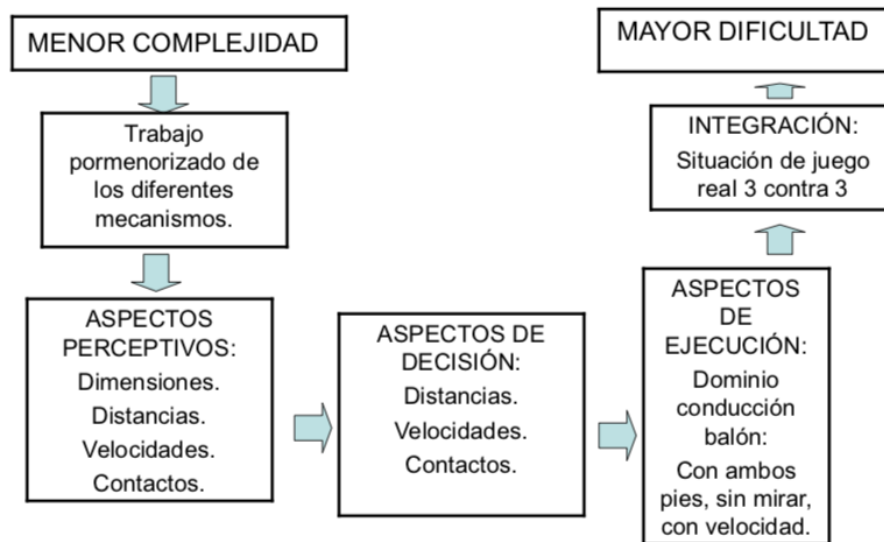 MENOR COMPLEJIDAD
Trabajo
pormenorizado de
los diferentes
mecanismos.
ASPECTOS
PERCEPTIVOS:
Dimensiones.
Distancias.
Velocidades.
Contactos.
ASPECTOS DE
DECISIÓN:
Distancias.
Velocidades.
Contactos.
ASPECTOS
DE
EJECUCIÓN:
Dominio
conducción
balón:
Con ambos
pies, sin mirar,
con velocidad.
INTEGRACIÓN:
Situación de juego
real 3 contra 3
MAYOR DIFICULTAD